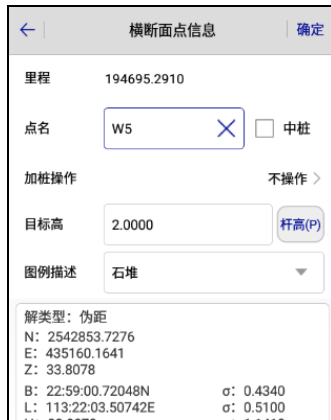 ← 横断面点信息 确定
里程 194695.2910
点名 W5 中桩
加桩操作 不操作 >
目标高 2.0000 杆高(P)
图例描述 石堆
解类型：伪距
N：2542853.7276
E：435160.1641
Z：33.8078
B：22:59:00.72048N σ：0.4340
L：113:22:03.50742E σ：0.5100